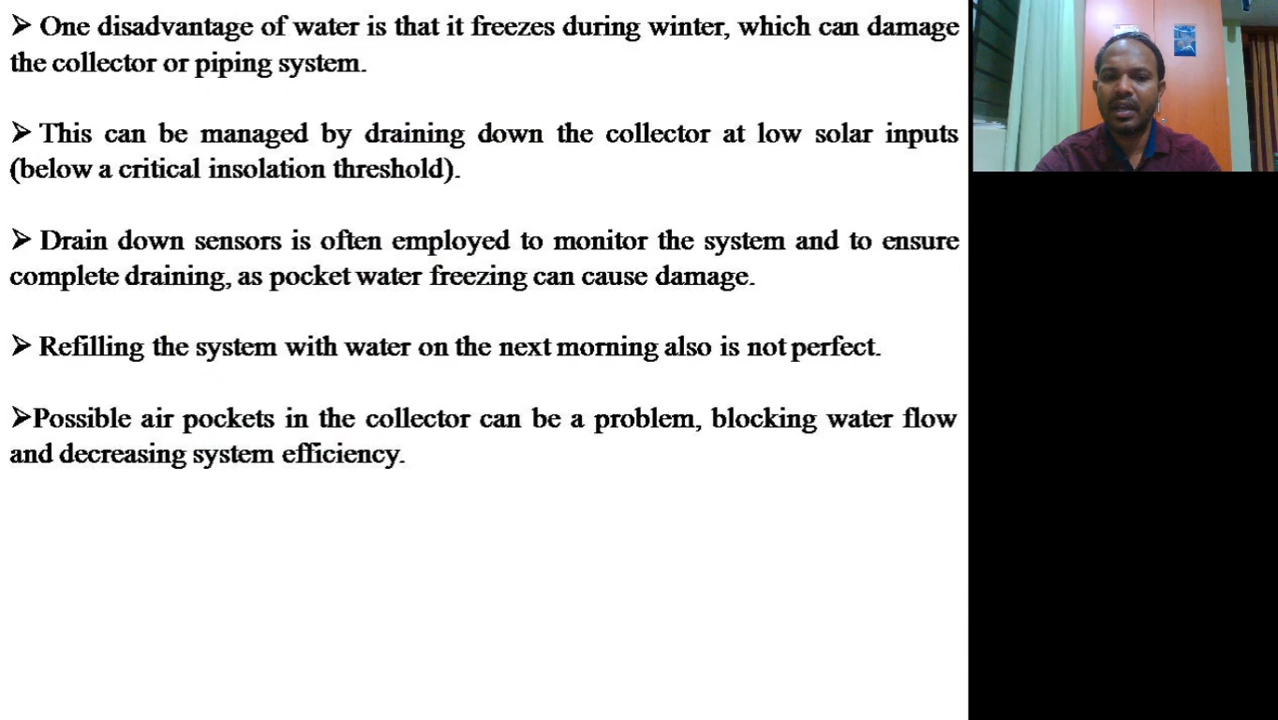 ➢ One disadvantage of water is that it freezes during winter, which can damage
the collector or piping system.
➢ This can be managed by draining down the collector at low solar inputs
(below a critical insolation threshold).
➢ Drain down sensors is often employed to monitor the system and to ensure
complete draining, as pocket water freezing can cause damage.
➢ Refilling the system with water on the next morning also is not perfect.
➢Possible air pockets in the collector can be a problem, blocking water flow
and decreasing system efficiency.